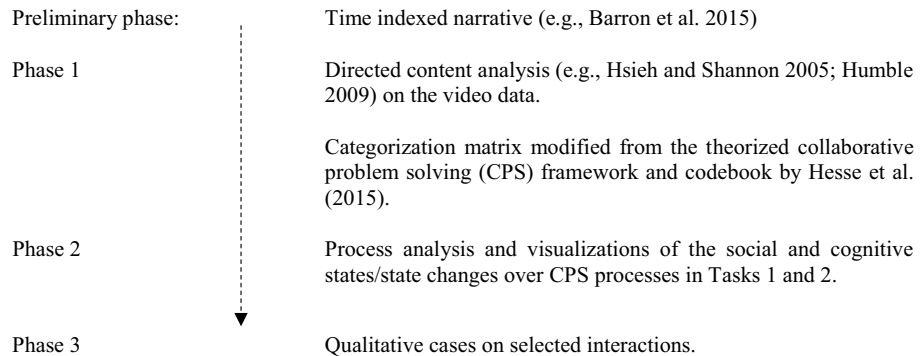 Preliminary phase: Time indexed narrative (e.g., Barron et al. 2015)
Phase 1 Directed content analysis (e.g., Hsieh and Shannon 2005; Humble
2009) on the video data.
Categorization matrix modified from the theorized collaborative
problem solving (CPS) framework and codebook by Hesse et al.
(2015).
Phase 2 Process analysis and visualizations of the social and cognitive
states/state changes over CPS processes in Tasks 1 and 2.
Phase 3 Qualitative cases on selected interactions.